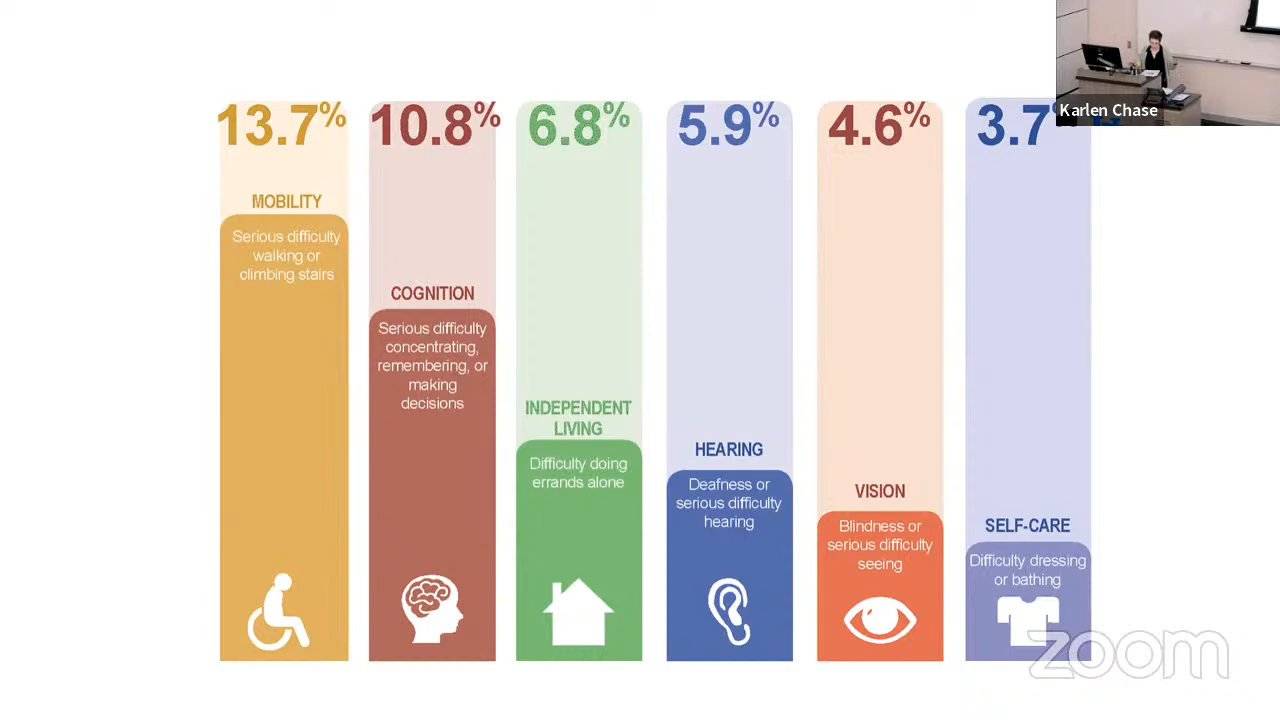 13.7%
MOBILITY
Serious difficulty
walking or
climbing stairs
10.8%
COGNITION
Serious difficulty
concentrating,
remembering, or
making
decisions
6.8%
INDEPENDENT
LIVING
Difficulty doing
errands alone
5.9%
HEARING
Deafness or
serious difficulty
hearing
4.6%
VISION
Blindness or
serious difficulty
seeing
3.7%
SELF-CARE
Difficulty dressing
or bathing
Karlen Chase
zoom